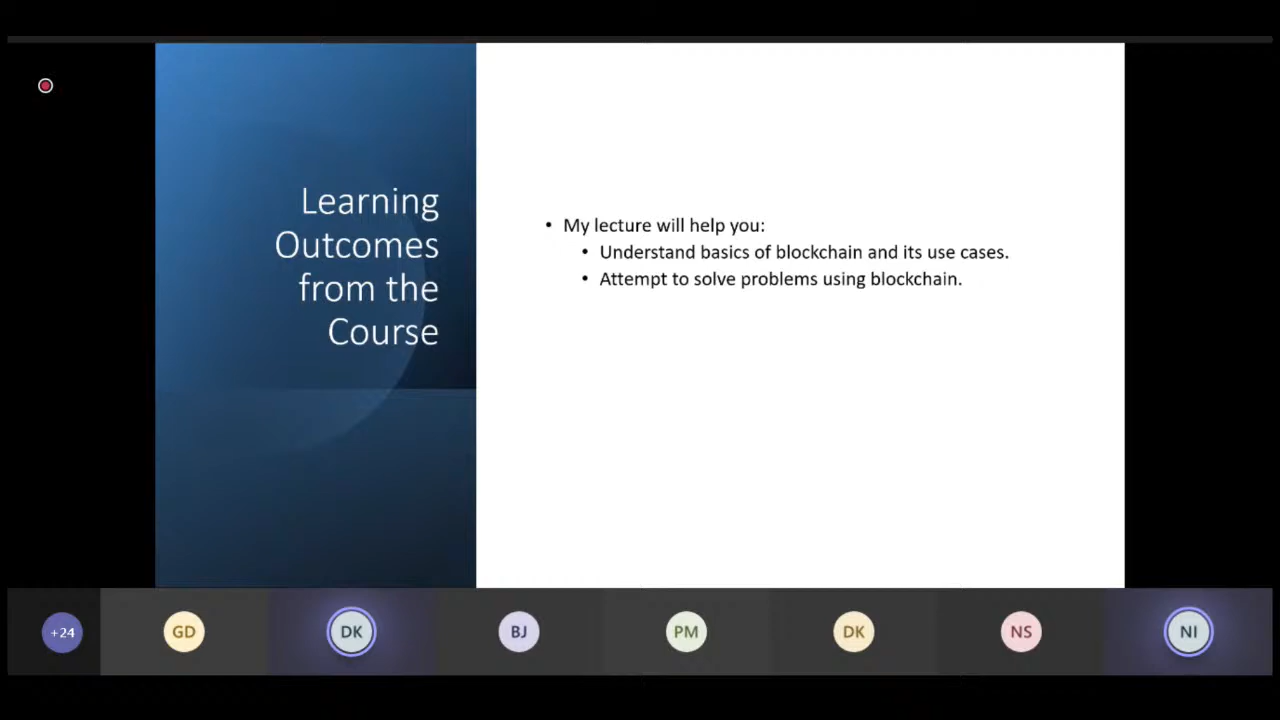 Learning
Outcomes
from the
Course
• My lecture will help you:
• Understand basics of blockchain and its use cases.
• Attempt to solve problems using blockchain.
+24
GD
DK
BJ
PM
DK
NS
NI